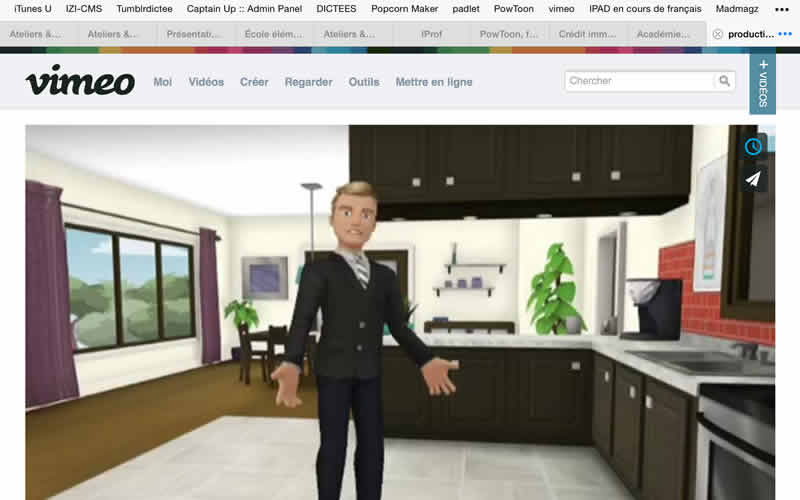 iTunes U IZI-CMS Tumblrdictee Captain Up :: Admin Panel DICTEES Popcorn Maker padlet PowToon vimeo IPAD en cours de français Madmagz •••
Ateliers &… Ateliers &… Présentati… École élém… Ateliers &… IProf PowToon, f… Crédit imm… Académie… producti… •••
vimeo Moi Vidéos Créer Regarder Outils Mettre en ligne Chercher
+ VIDÉOS